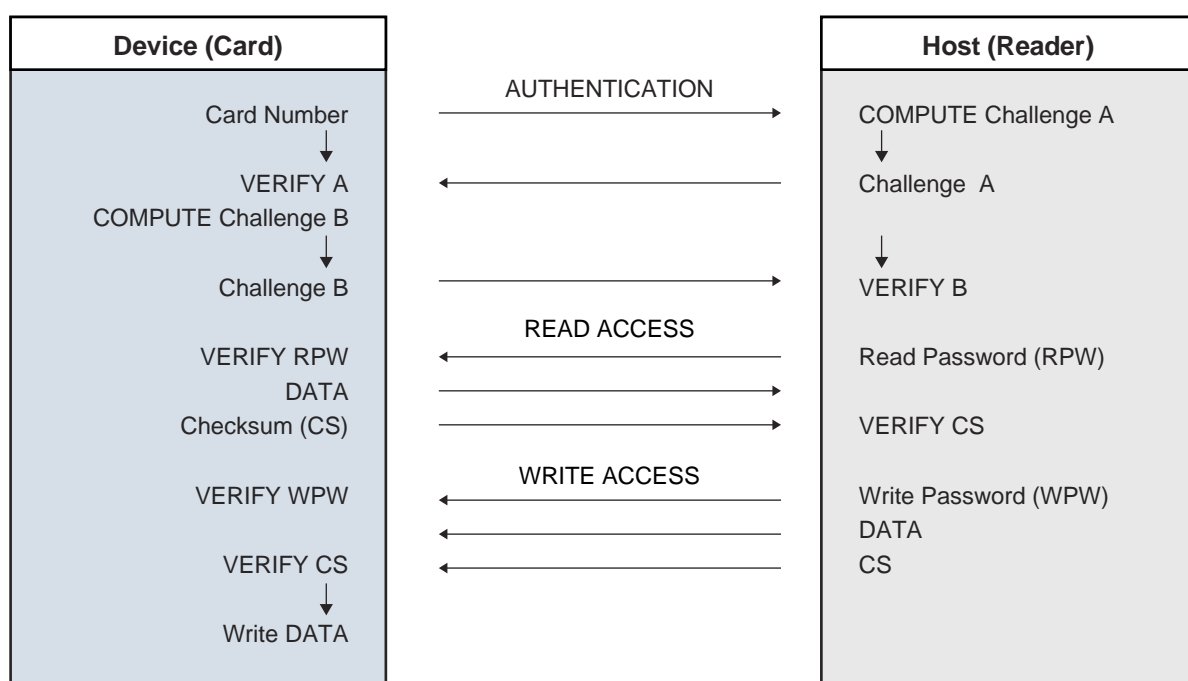 Device (Card)
Host (Reader)
AUTHENTICATION
Card Number
COMPUTE Challenge A
VERIFY A
Challenge A
COMPUTE Challenge B
Challenge B
VERIFY B
READ ACCESS
VERIFY RPW
Read Password (RPW)
DATA
Checksum (CS)
VERIFY CS
WRITE ACCESS
VERIFY WPW
Write Password (WPW)
DATA
VERIFY CS
CS
Write DATA